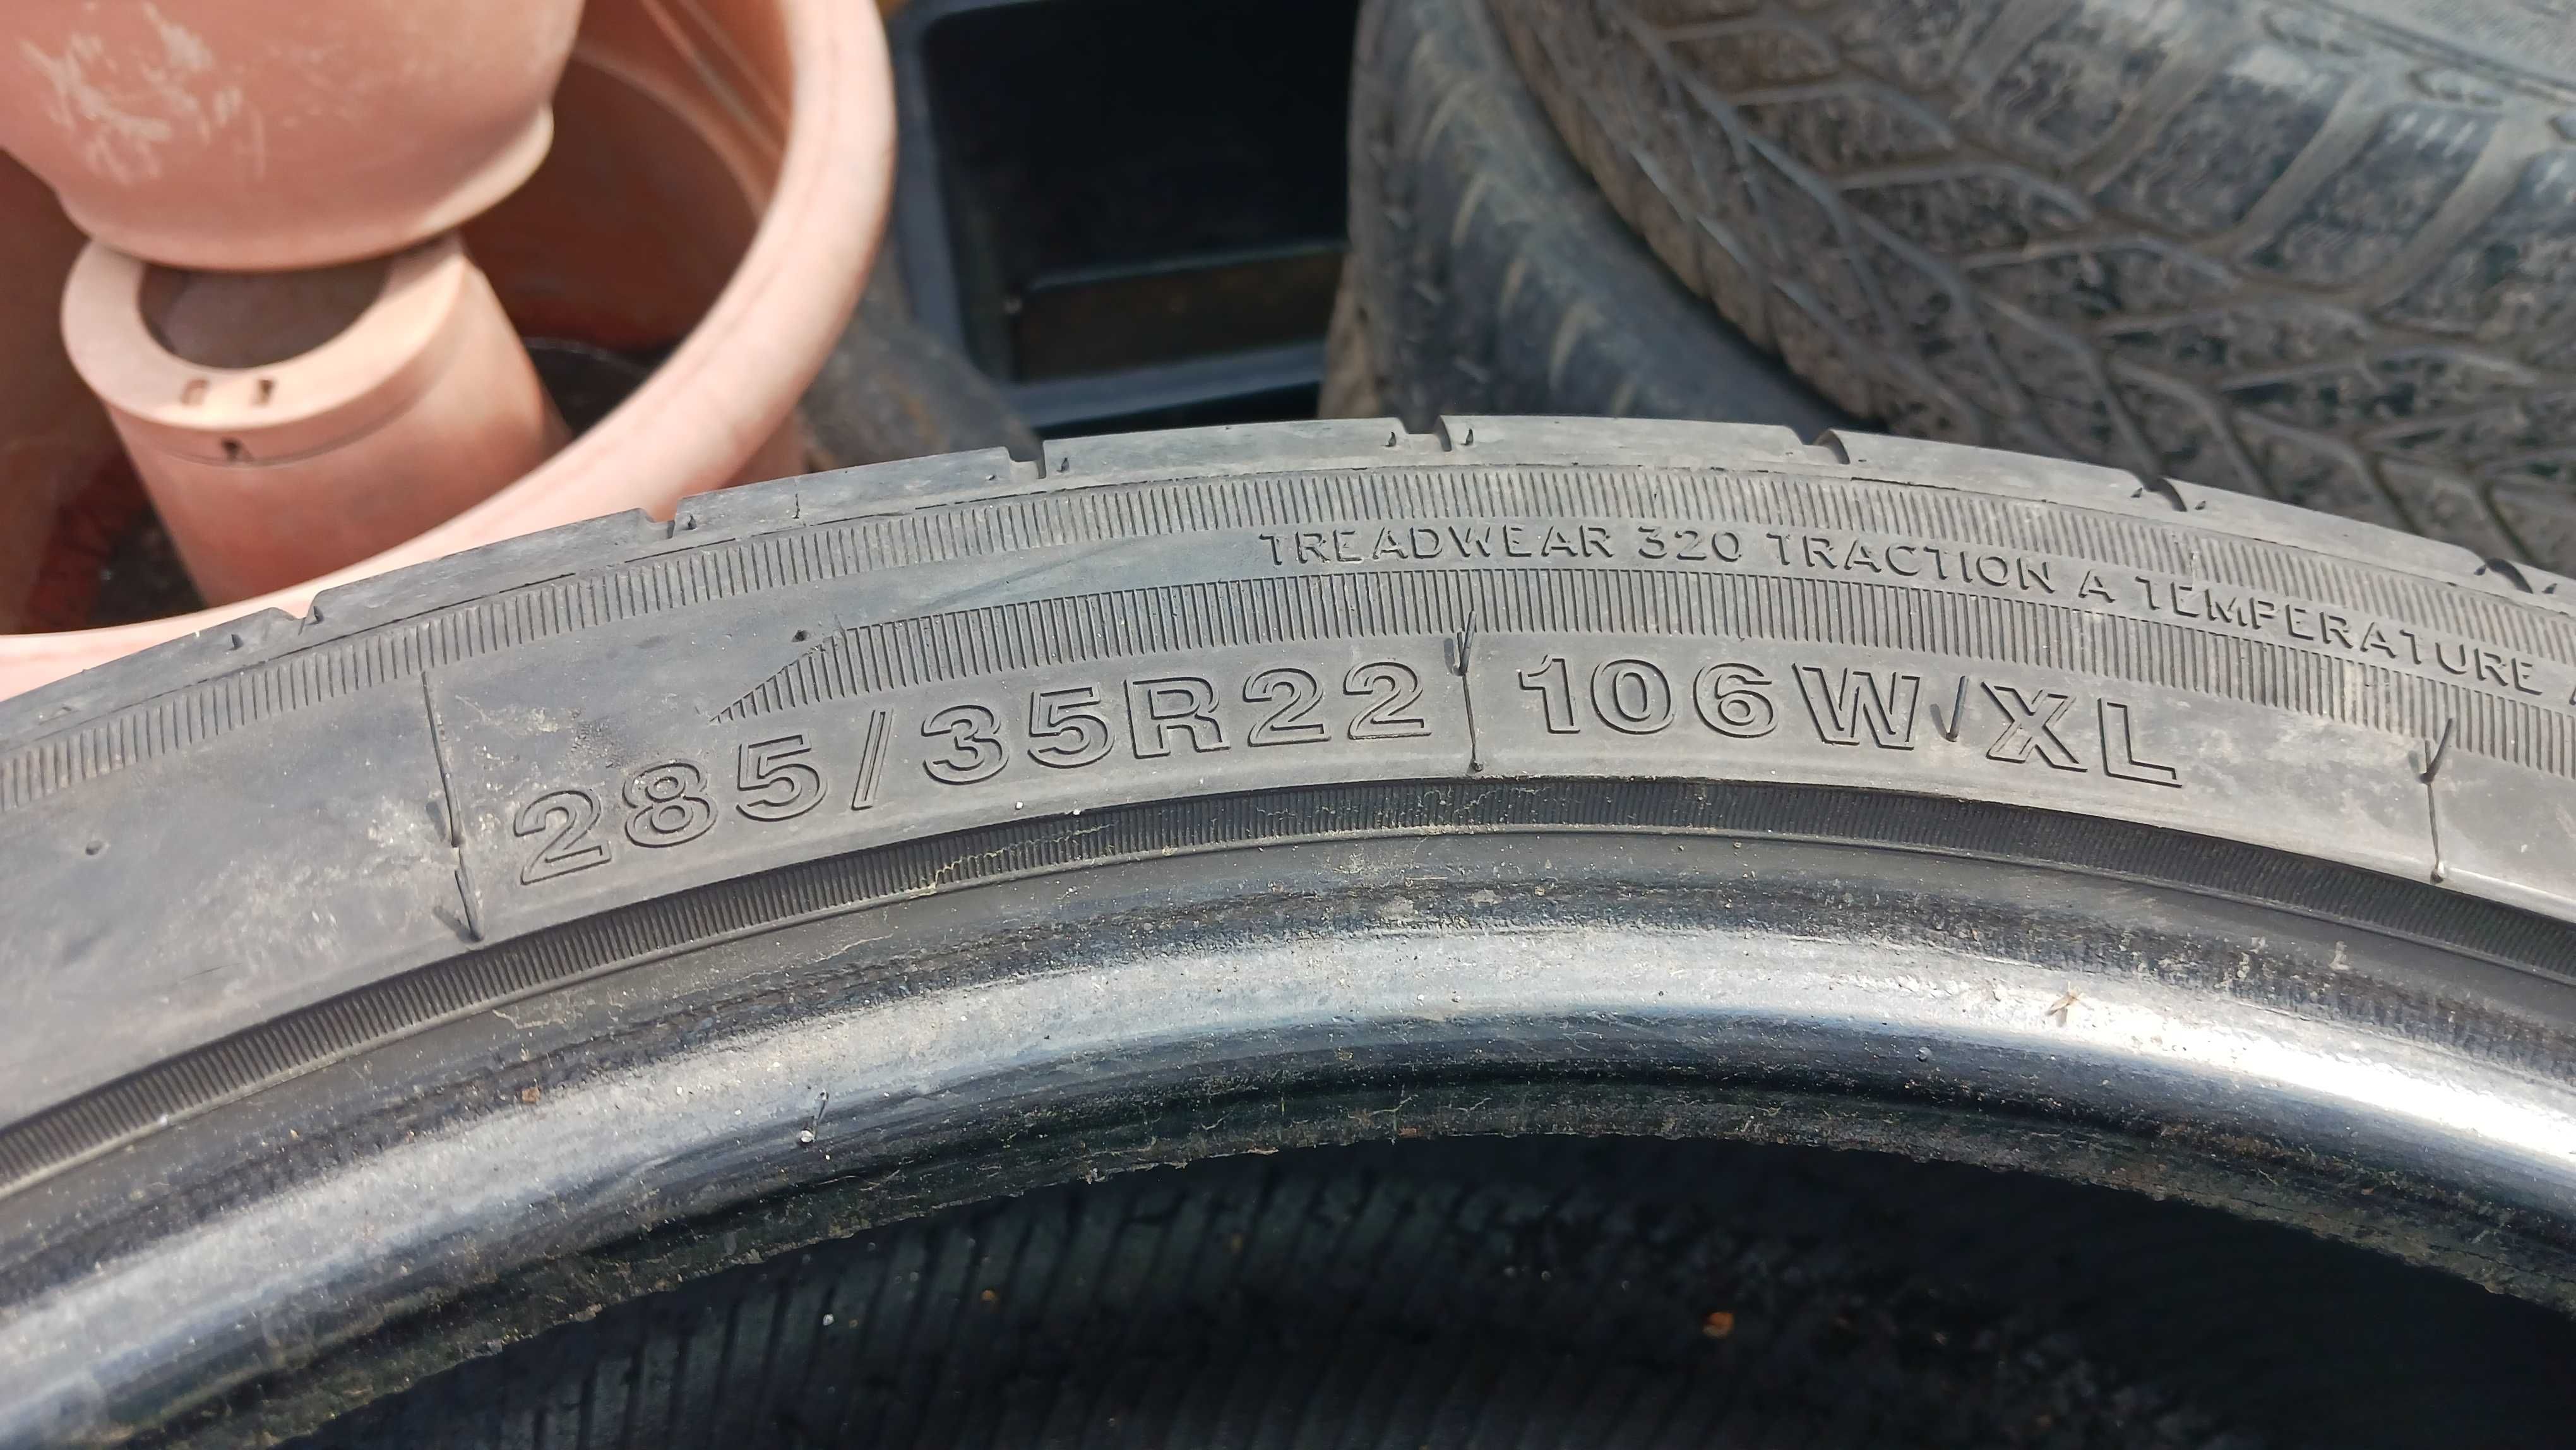 TREADWEAR 320 TRACTION A TEMPERATURE
285/35R22 106W XL